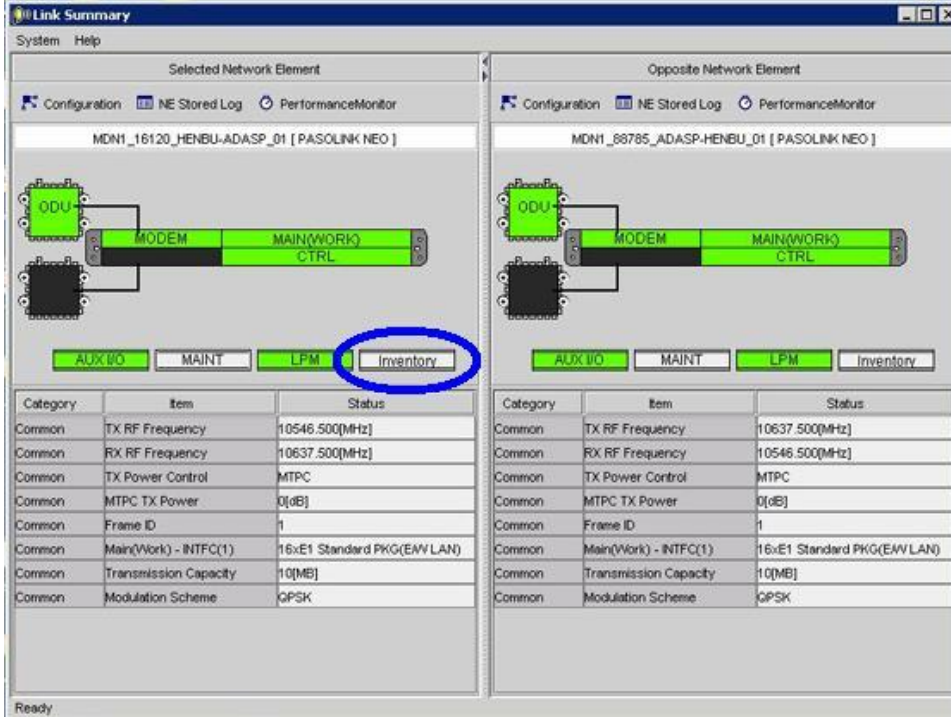 Link Summary
System Help
Selected Network Element
Configuration NE Stored Log PerformanceMonitor
MDN1_16120_HENBU-ADASP_01 [ PASOLINK NEO ]
ODU
MODEM MAIN(WORK)
CTRL
AUX I/O MAINT LPM Inventory
Category Item Status
Common TX RF Frequency 10546.500[MHz]
Common RX RF Frequency 10637.500[MHz]
Common TX Power Control MTPC
Common MTPC TX Power 0[dB]
Common Frame ID 1
Common Main(Work) - INTFC(1) 16xE1 Standard PKG(E/W LAN)
Common Transmission Capacity 10[MB]
Common Modulation Scheme QPSK
Opposite Network Element
Configuration NE Stored Log PerformanceMonitor
MDN1_88785_ADASP-HENBU_01 [ PASOLINK NEO ]
ODU
MODEM MAIN(WORK)
CTRL
AUX I/O MAINT LPM Inventory
Category Item Status
Common TX RF Frequency 10637.500[MHz]
Common RX RF Frequency 10546.500[MHz]
Common TX Power Control MTPC
Common MTPC TX Power 0[dB]
Common Frame ID 1
Common Main(Work) - INTFC(1) 16xE1 Standard PKG(E/W LAN)
Common Transmission Capacity 10[MB]
Common Modulation Scheme QPSK
Ready